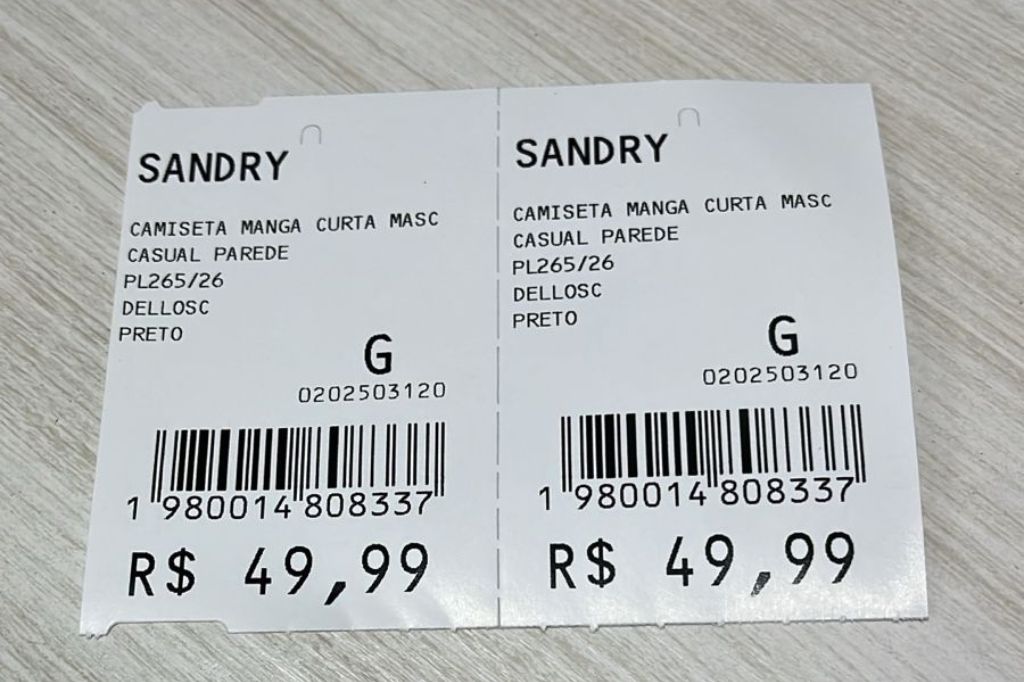 SANDRY
CAMISETA MANGA CURTA MASC
CASUAL PAREDE
PL265/26
DELLOSC
PRETO
G
0202503120
1 980014 808337
R$ 49,99
SANDRY
CAMISETA MANGA CURTA MASC
CASUAL PAREDE
PL265/26
DELLOSC
PRETO
G
0202503120
1 980014 808337
R$ 49,99